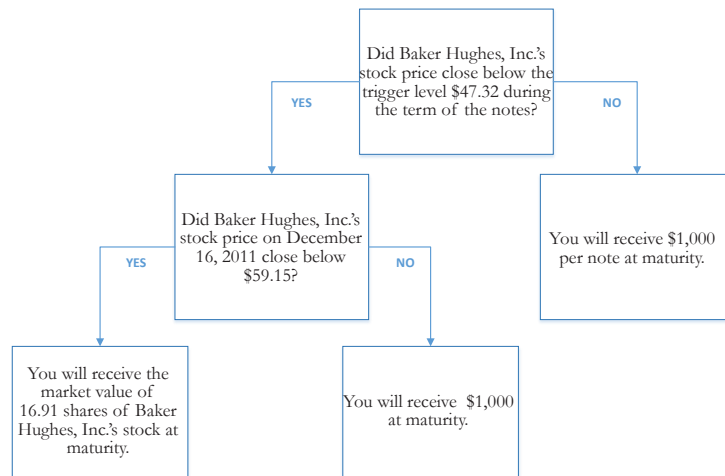 Did Baker Hughes, Inc.'s
stock price close below the
trigger level $47.32 during
the term of the notes?
YES
NO
Did Baker Hughes, Inc.'s
stock price on December
16, 2011 close below
$59.15?
You will receive $1,000
per note at maturity.
YES
NO
You will receive the
market value of
16.91 shares of Baker
Hughes, Inc.'s stock at
maturity.
You will receive $1,000
at maturity.